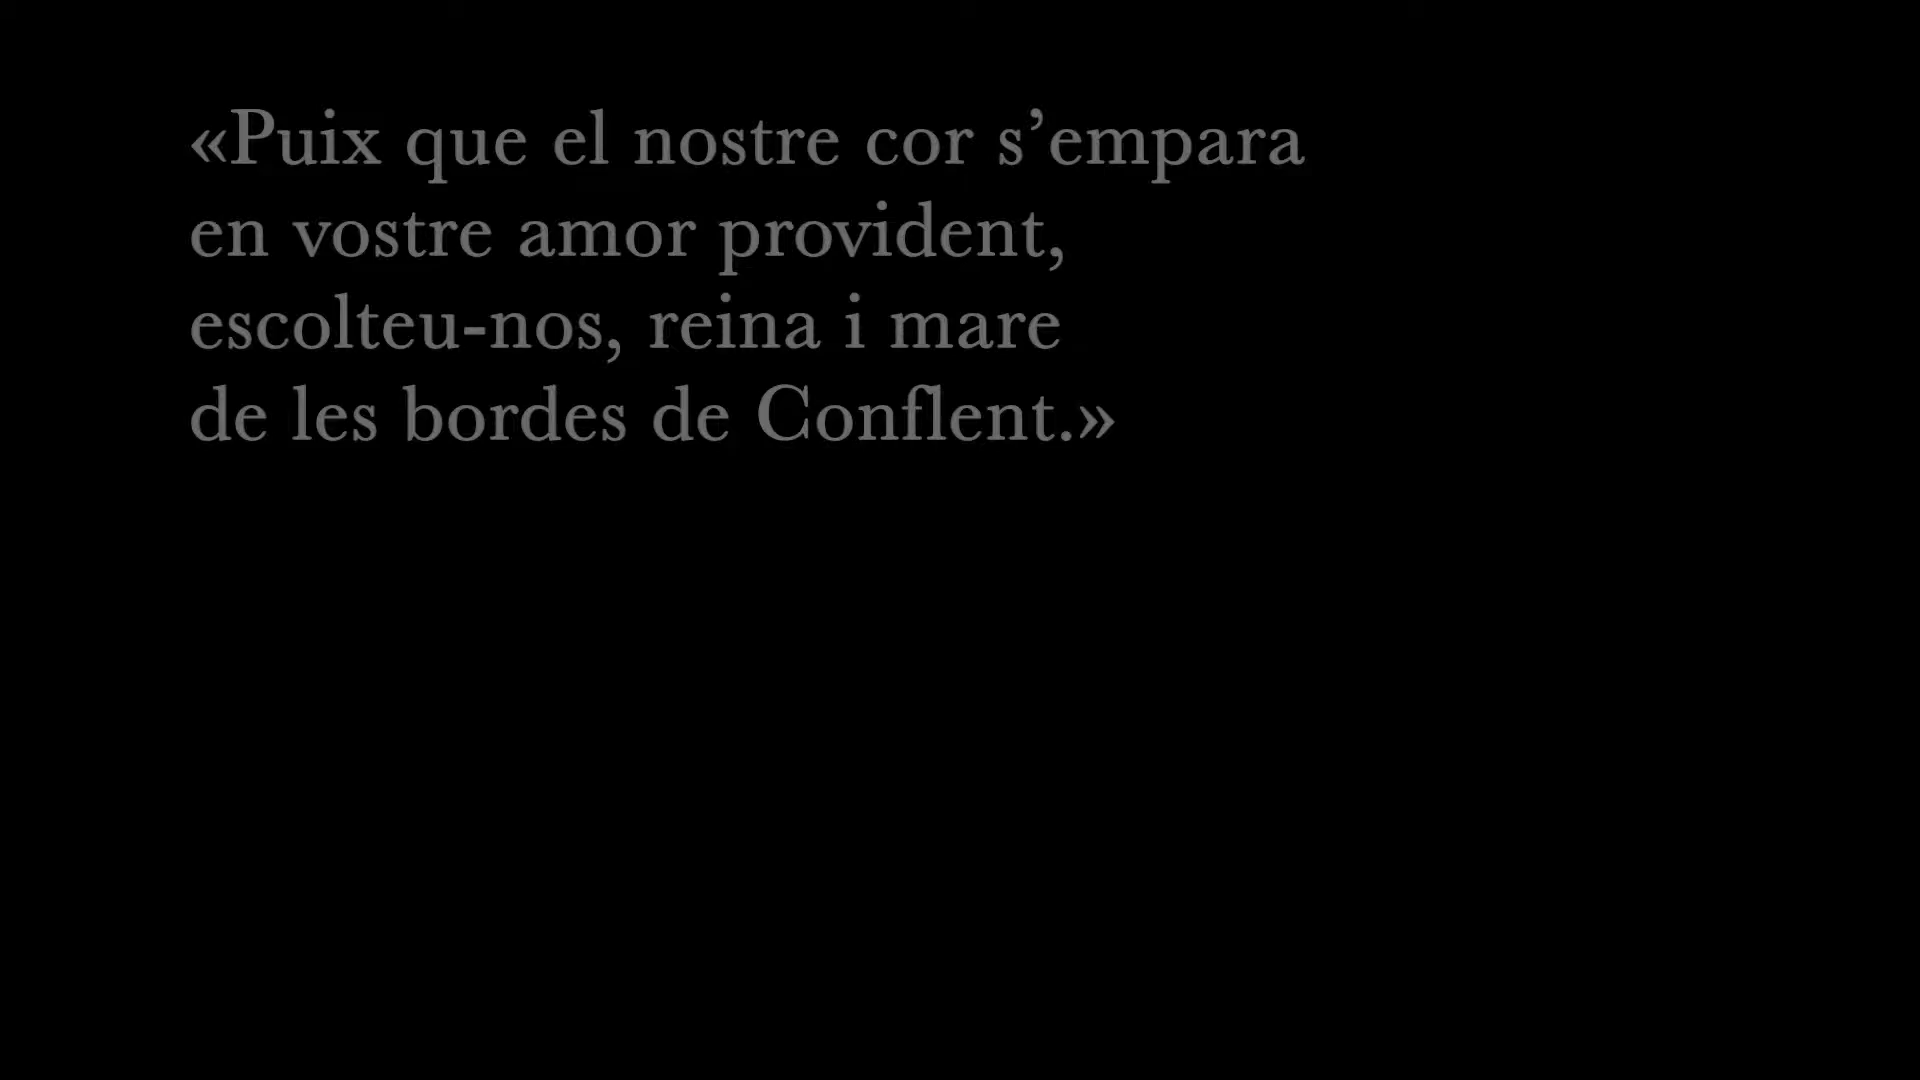 «Puix que el nostre cor s’empara
en vostre amor provident,
escolteu-nos, reina i mare
de les bordes de Conflent.»